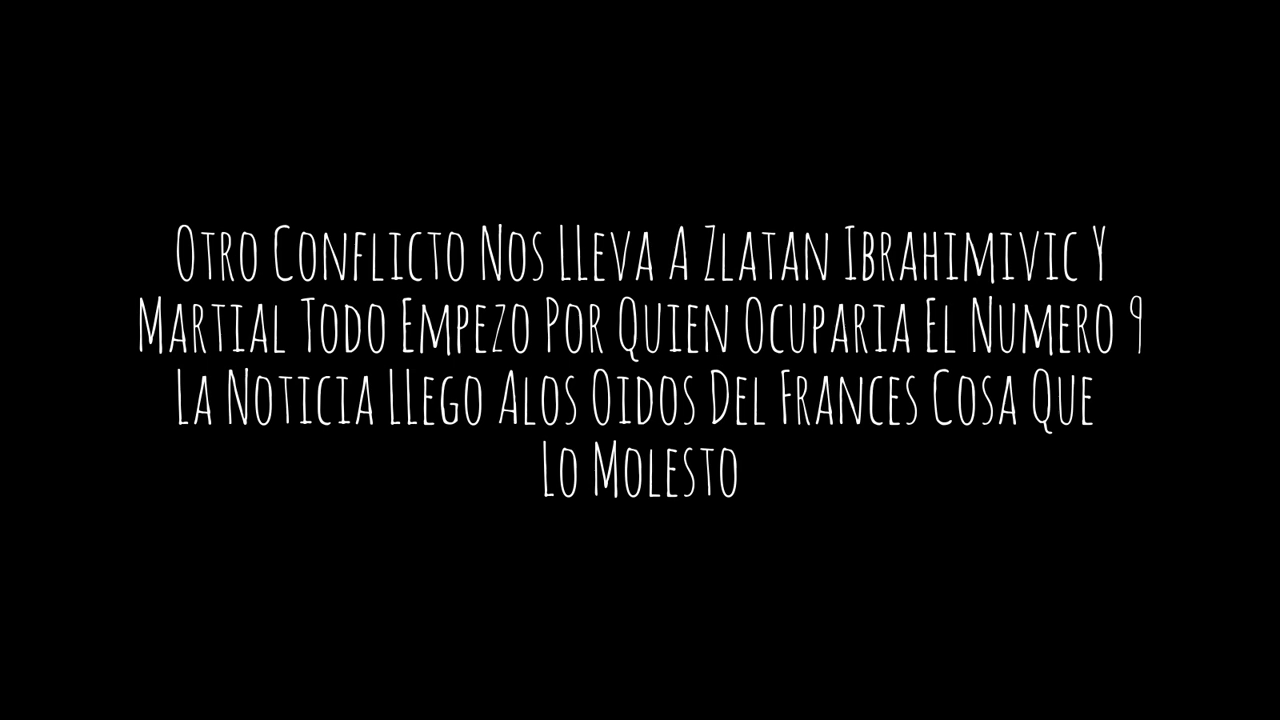 Otro Conflicto Nos LLeva A Zlatan Ibrahimivic Y
Martial Todo Empezo Por Quien Ocuparia El Numero 9
La Noticia LLego Alos Oidos Del Frances Cosa Que
Lo Molesto